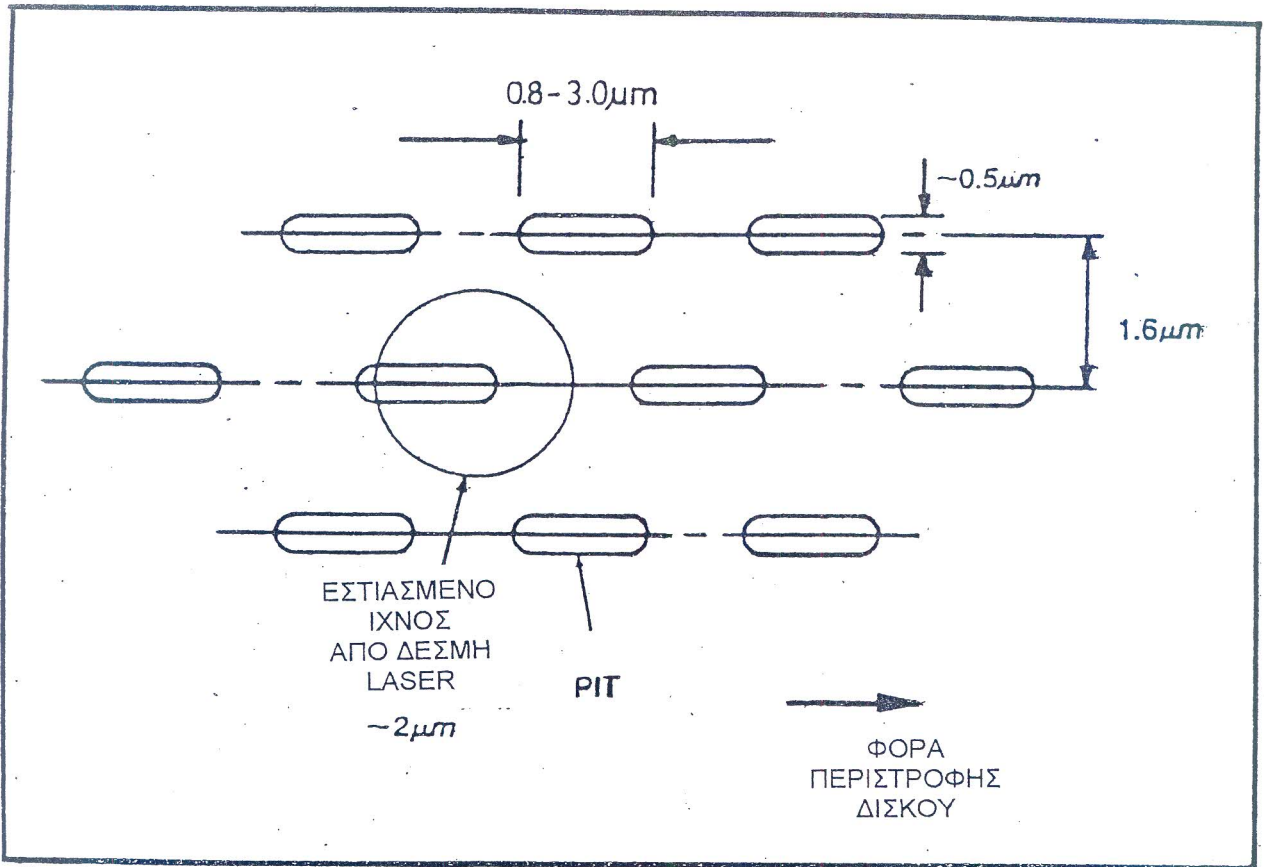 0.8-3.0μm
~0.5μm
1.6μm
ΕΣΤΙΑΣΜΕΝΟ
ΙΧΝΟΣ
ΑΠΟ ΔΕΣΜΗ
LASER
~2μm
PIT
ΦΟΡΑ
ΠΕΡΙΣΤΡΟΦΗΣ
ΔΙΣΚΟΥ